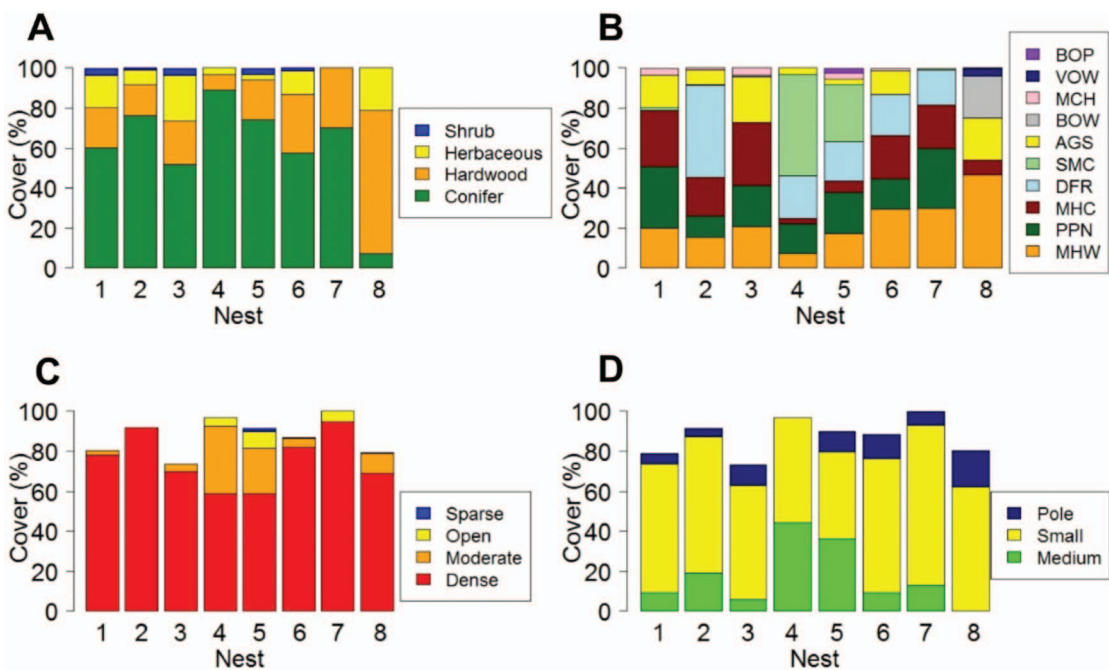 A
Cover (%)
100
80
60
40
20
0
1 2 3 4 5 6 7 8
Nest
Shrub
Herbaceous
Hardwood
Conifer
B
Cover (%)
100
80
60
40
20
0
1 2 3 4 5 6 7 8
Nest
BOP
VOW
MCH
BOW
AGS
SMC
DFR
MHC
PPN
MHW
C
Cover (%)
100
80
60
40
20
0
1 2 3 4 5 6 7 8
Nest
Sparse
Open
Moderate
Dense
D
Cover (%)
100
80
60
40
20
0
1 2 3 4 5 6 7 8
Nest
Pole
Small
Medium